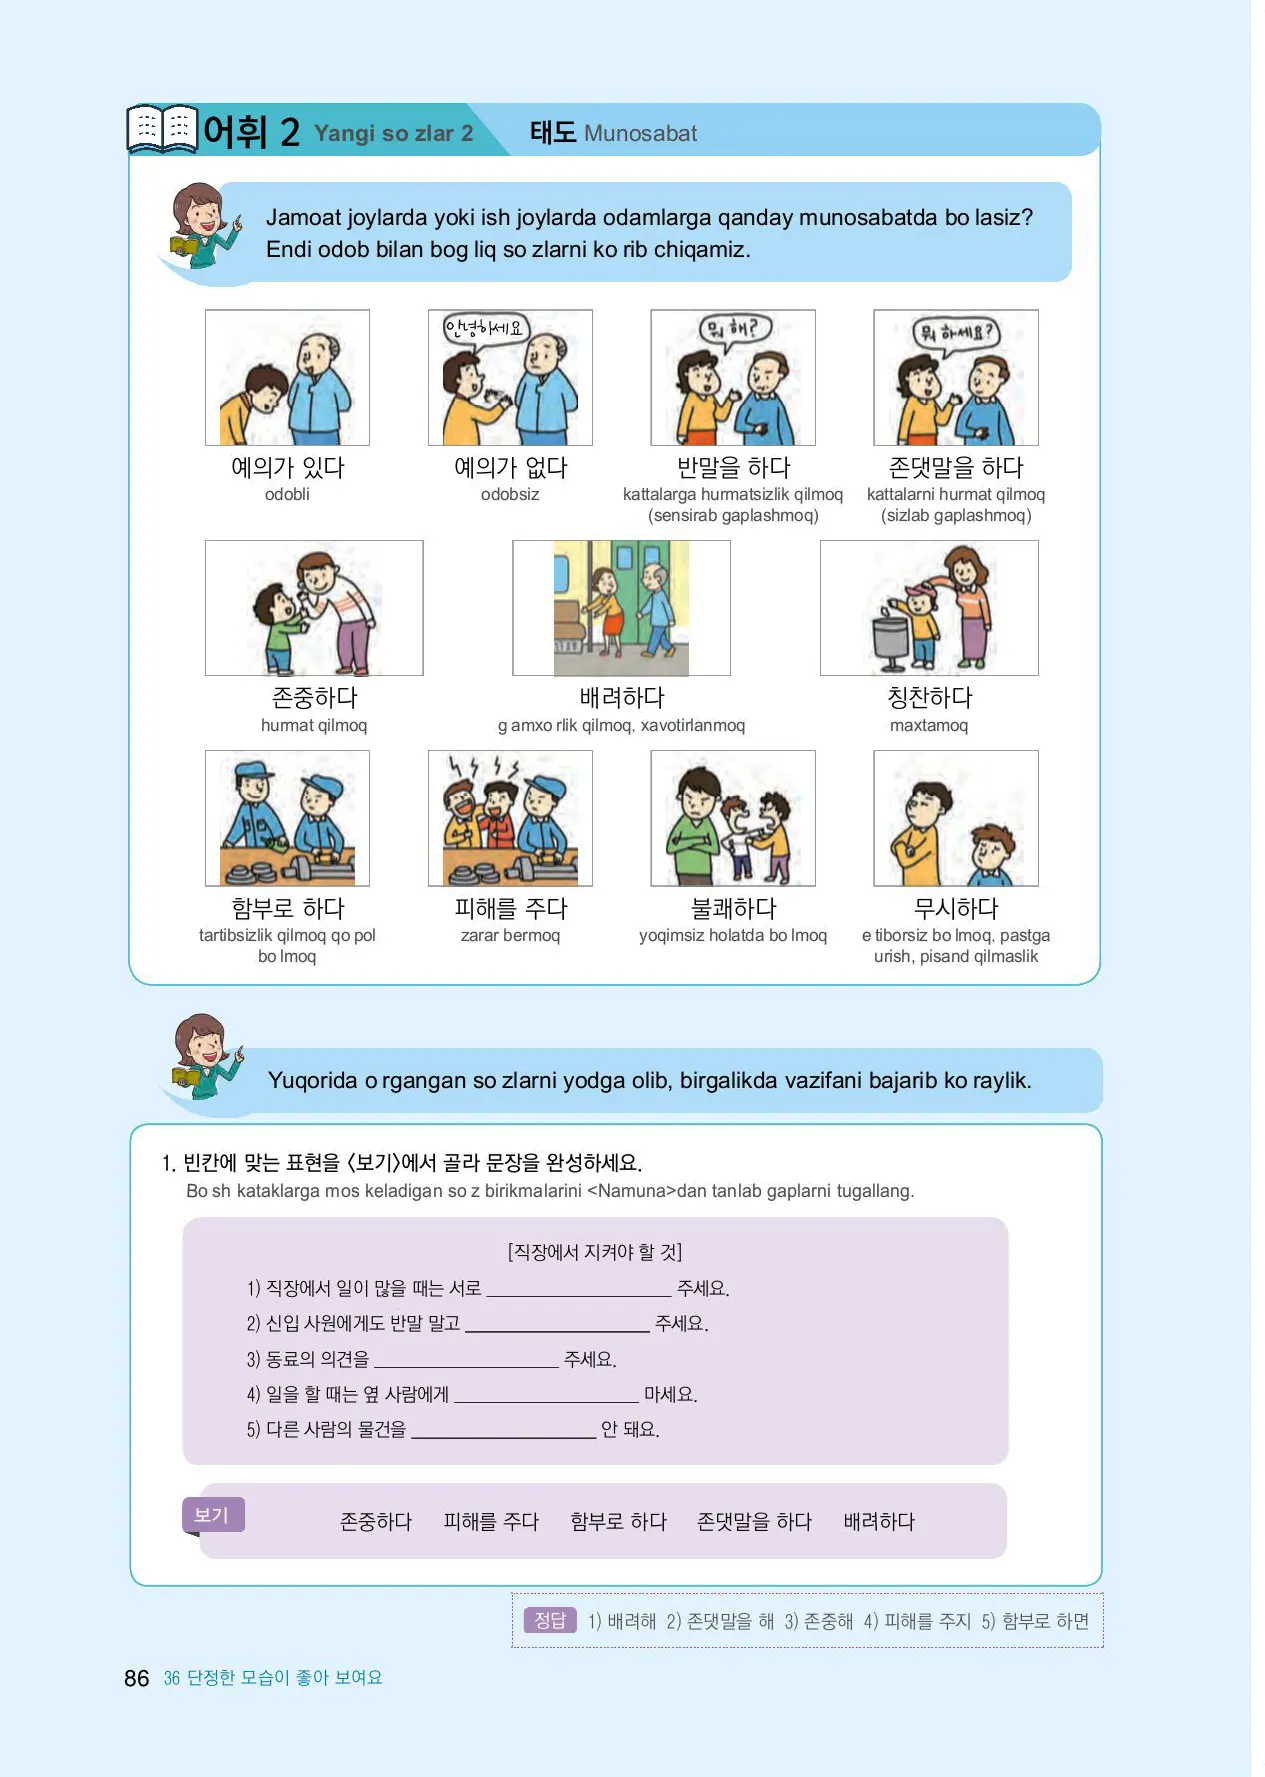 어휘 2 Yangi so zlar 2 태도 Munosabat
Jamoat joylarda yoki ish joylarda odamlarga qanday munosabatda bo lasiz?
Endi odob bilan bog liq so zlarni ko rib chiqamiz.
안녕하세요 뭐 해? 뭐 하세요?
예의가 있다 예의가 없다 반말을 하다 존댓말을 하다
odobli odobsiz kattalarga hurmatsizlik qilmoq kattalarni hurmat qilmoq
(sensirab gaplashmoq) (sizlab gaplashmoq)
존중하다 배려하다 칭찬하다
hurmat qilmoq g amxo rlik qilmoq, xavotirlanmoq maxtamoq
함부로 하다 피해를 주다 불쾌하다 무시하다
tartibsizlik qilmoq qo pol zarar bermoq yoqimsiz holatda bo lmoq e tiborsiz bo lmoq, pastga
bo lmoq urish, pisand qilmaslik
Yuqorida o rgangan so zlarni yodga olib, birgalikda vazifani bajarib ko raylik.
1. 빈칸에 맞는 표현을 〈보기〉에서 골라 문장을 완성하세요.
Bo sh kataklarga mos keladigan so z birikmalarini <Namuna>dan tanlab gaplarni tugallang.
[직장에서 지켜야 할 것]
1) 직장에서 일이 많을 때는 서로 ____________________ 주세요.
2) 신입 사원에게도 반말 말고 ____________________ 주세요.
3) 동료의 의견을 ____________________ 주세요.
4) 일을 할 때는 옆 사람에게 ____________________ 마세요.
5) 다른 사람의 물건을 ____________________ 안 돼요.
보기 존중하다 피해를 주다 함부로 하다 존댓말을 하다 배려하다
정답 1) 배려해 2) 존댓말을 해 3) 존중해 4) 피해를 주지 5) 함부로 하면
86 36 단정한 모습이 좋아 보여요